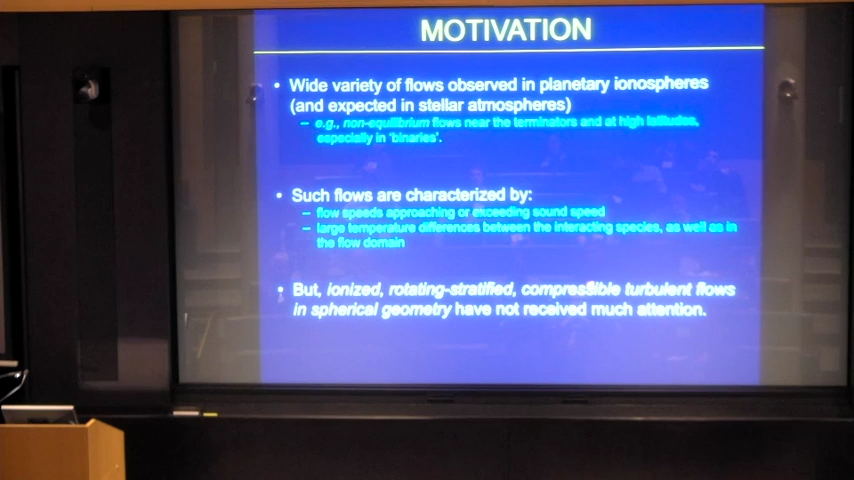 MOTIVATION
• Wide variety of flows observed in planetary ionospheres
(and expected in stellar atmospheres)
– e.g., non-equilibrium flows near the terminators and at high latitudes,
especially in 'binaries'.
• Such flows are characterized by:
– flow speeds approaching or exceeding sound speed
– large temperature differences between the interacting species, as well as in
the flow domain
• But, ionized, rotating-stratified, compressible turbulent flows
in spherical geometry have not received much attention.